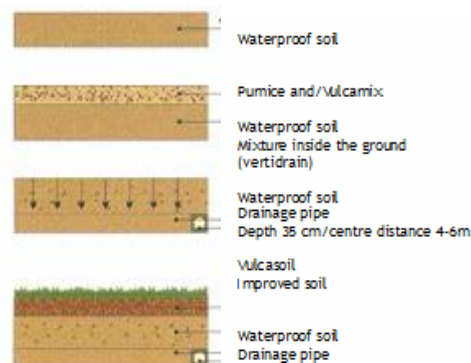 Waterproof soil
Pumice and/Vulcamix
Waterproof soil
Mixture inside the ground
(vertidrain)
Waterproof soil
Drainage pipe
Depth 35 cm/centre distance 4-6m
Vulcasoil
Improved soil
Waterproof soil
Drainage pipe